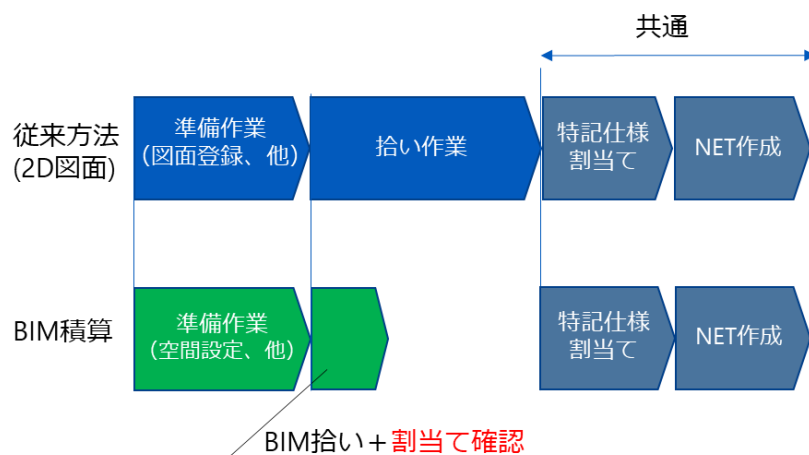 共通
従来方法
(2D図面)
準備作業
(図面登録、他)
拾い作業
特記仕様
割当て
NET作成
BIM積算
準備作業
(空間設定、他)
特記仕様
割当て
NET作成
BIM拾い+割当て確認